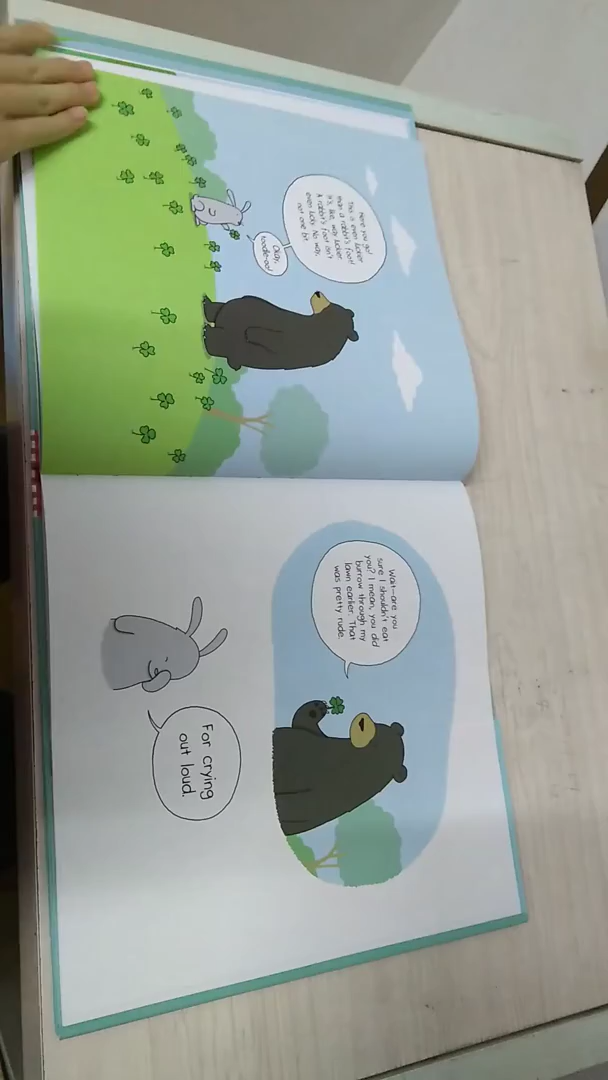 Here you go!
This is even luckier
than a rabbit's foot!
It's, like, way luckier.
A rabbit's foot isn't
even lucky. No way,
not one bit.
Okay,
toodle-oo!
Wait—are you
sure I shouldn't eat
you? I mean, you did
burrow through my
lawn earlier. That
was pretty rude.
For crying
out loud.